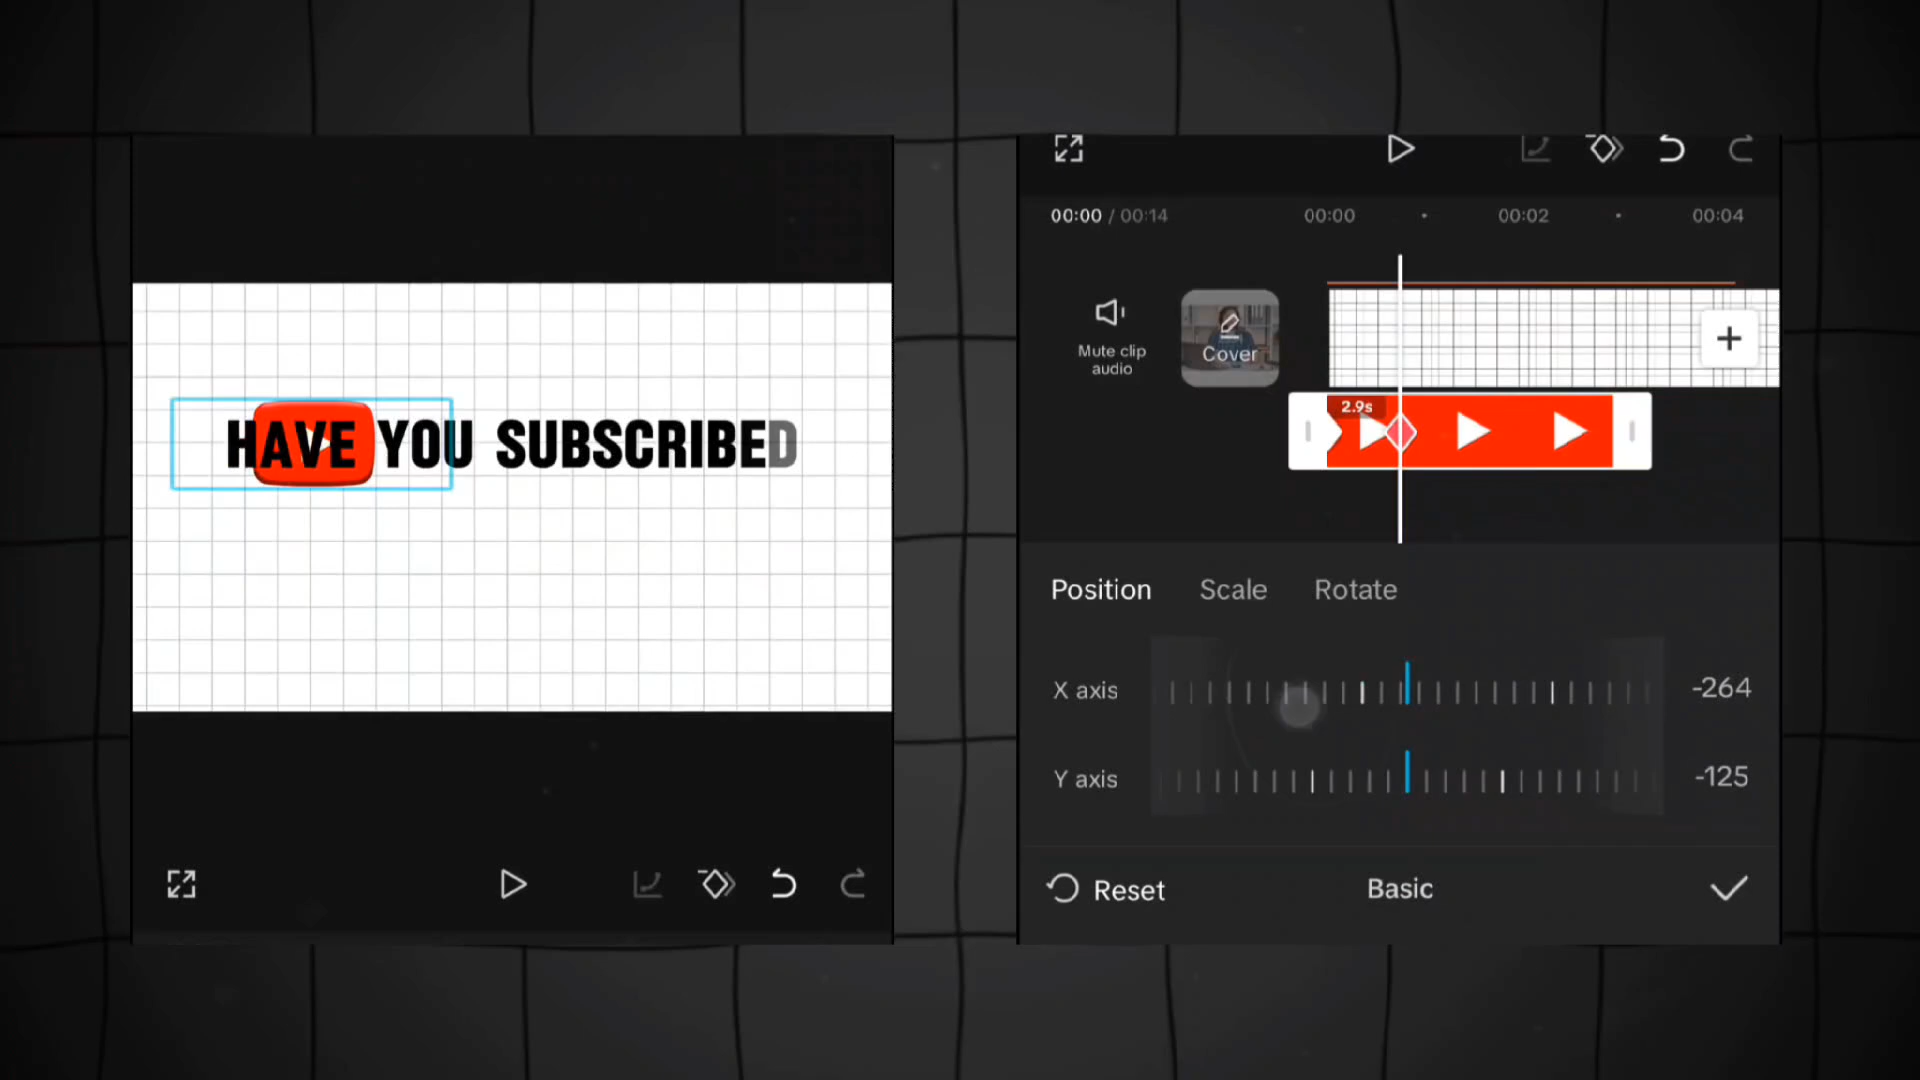 HAVE YOU SUBSCRIBED
00:00 / 00:14
00:00
00:02
00:04
Mute clip
audio
Cover
2.9s
Position
Scale
Rotate
X axis
-264
Y axis
-125
Reset
Basic